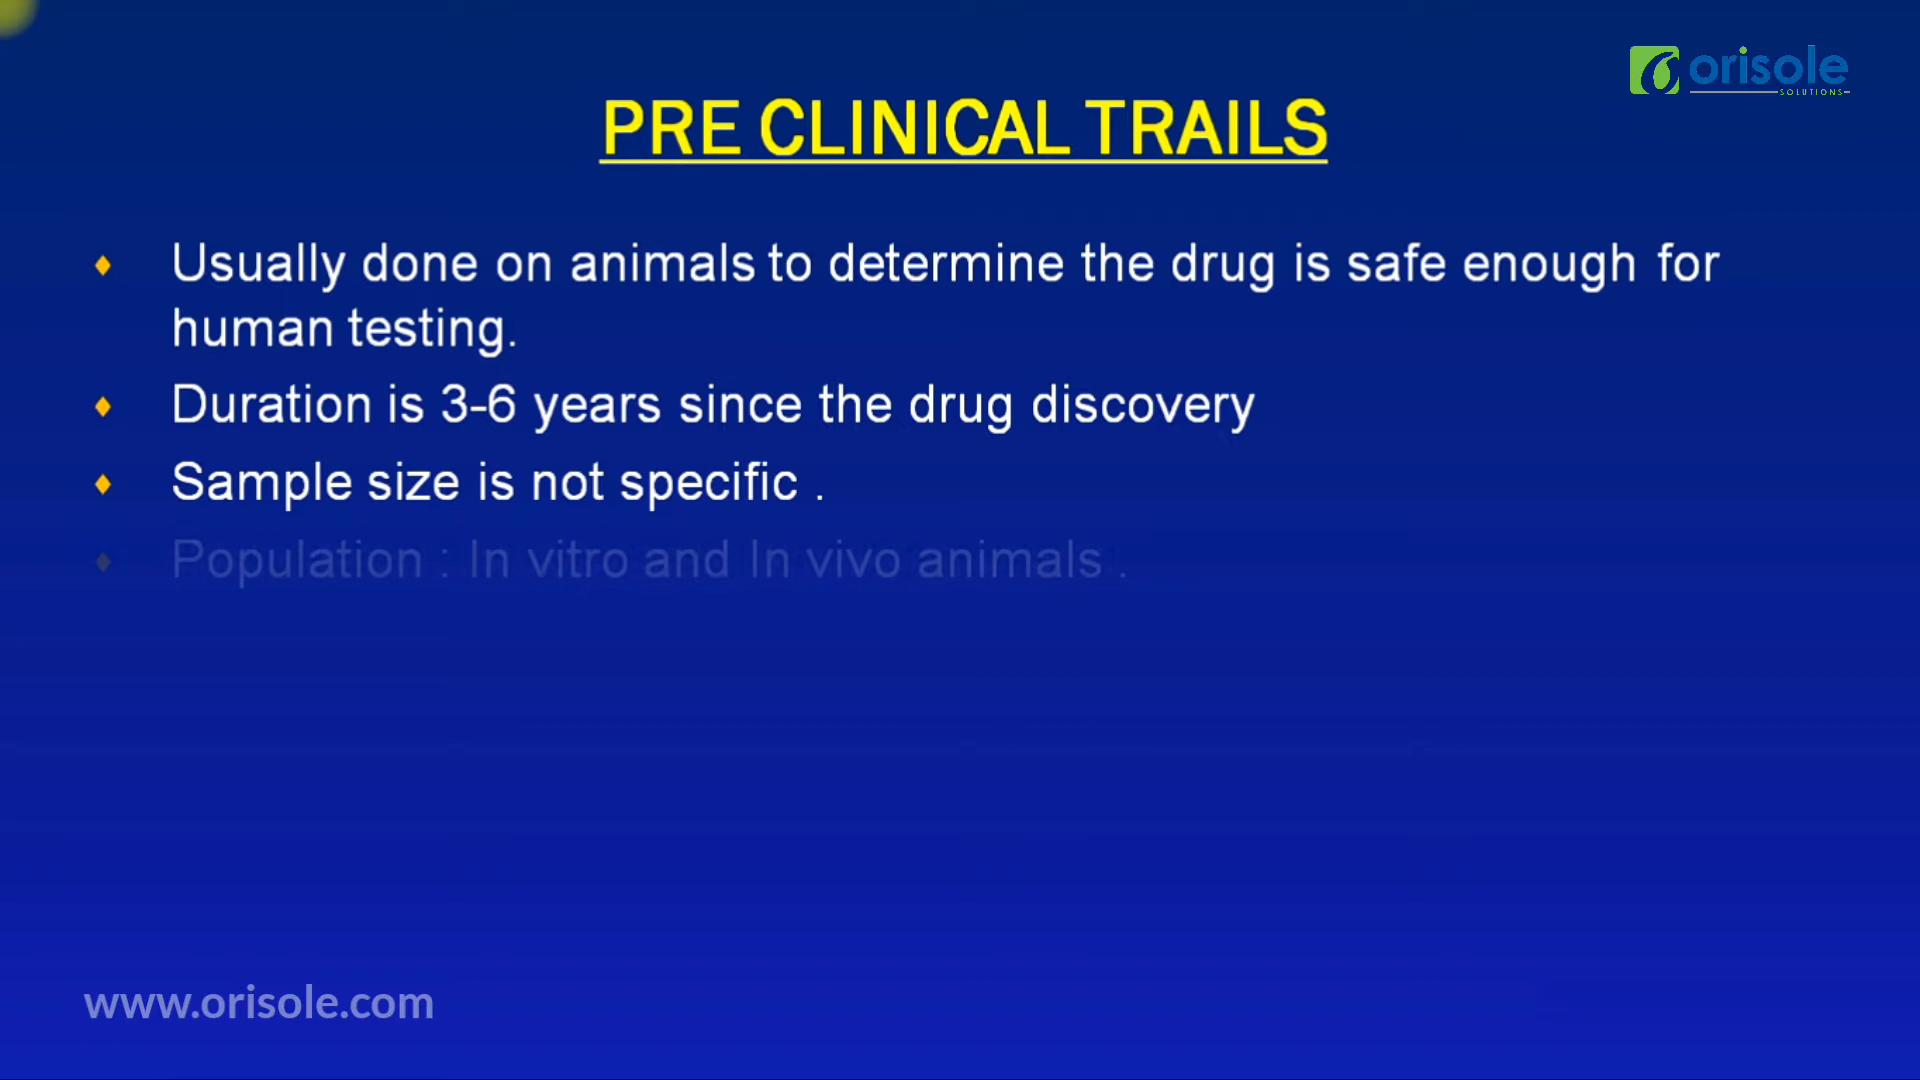 orisole
SOLUTIONS
PRE CLINICAL TRAILS
Usually done on animals to determine the drug is safe enough for
human testing.
Duration is 3-6 years since the drug discovery
Sample size is not specific .
Population : In vitro and In vivo animals .
www.orisole.com